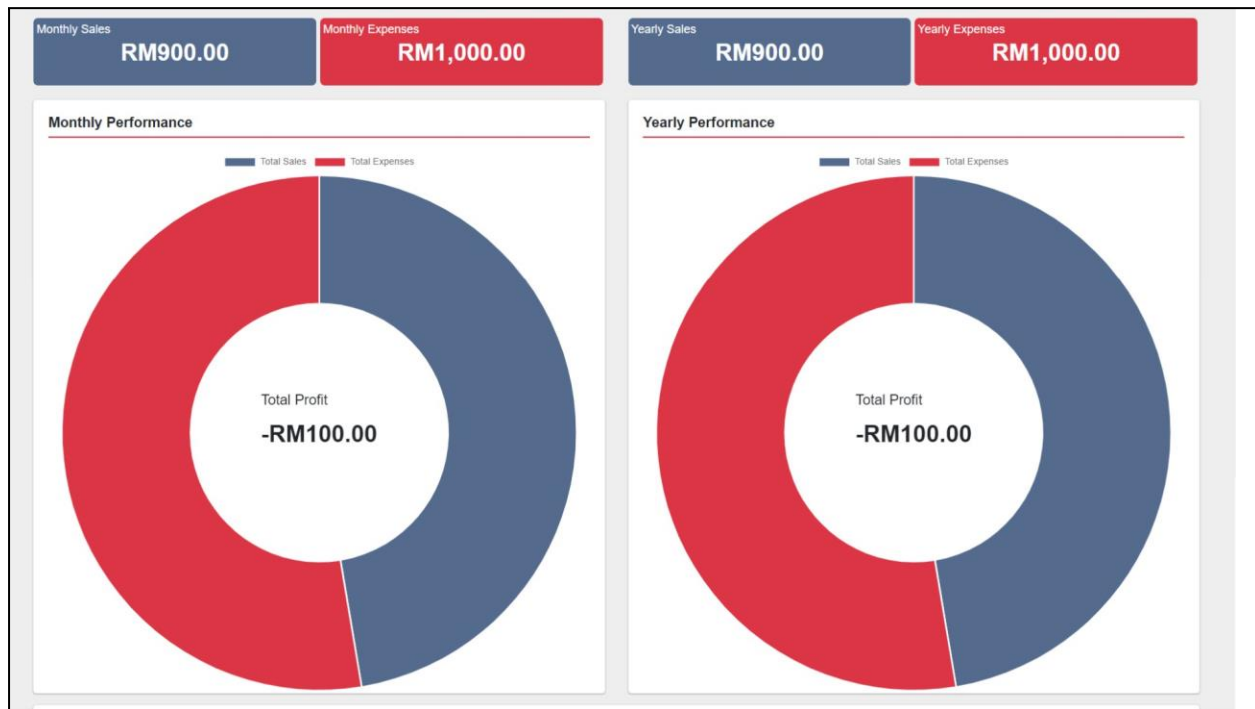 Monthly Sales
RM900.00
Monthly Expenses
RM1,000.00
Yearly Sales
RM900.00
Yearly Expenses
RM1,000.00
Monthly Performance
Total Sales Total Expenses
Total Profit
-RM100.00
Yearly Performance
Total Sales Total Expenses
Total Profit
-RM100.00